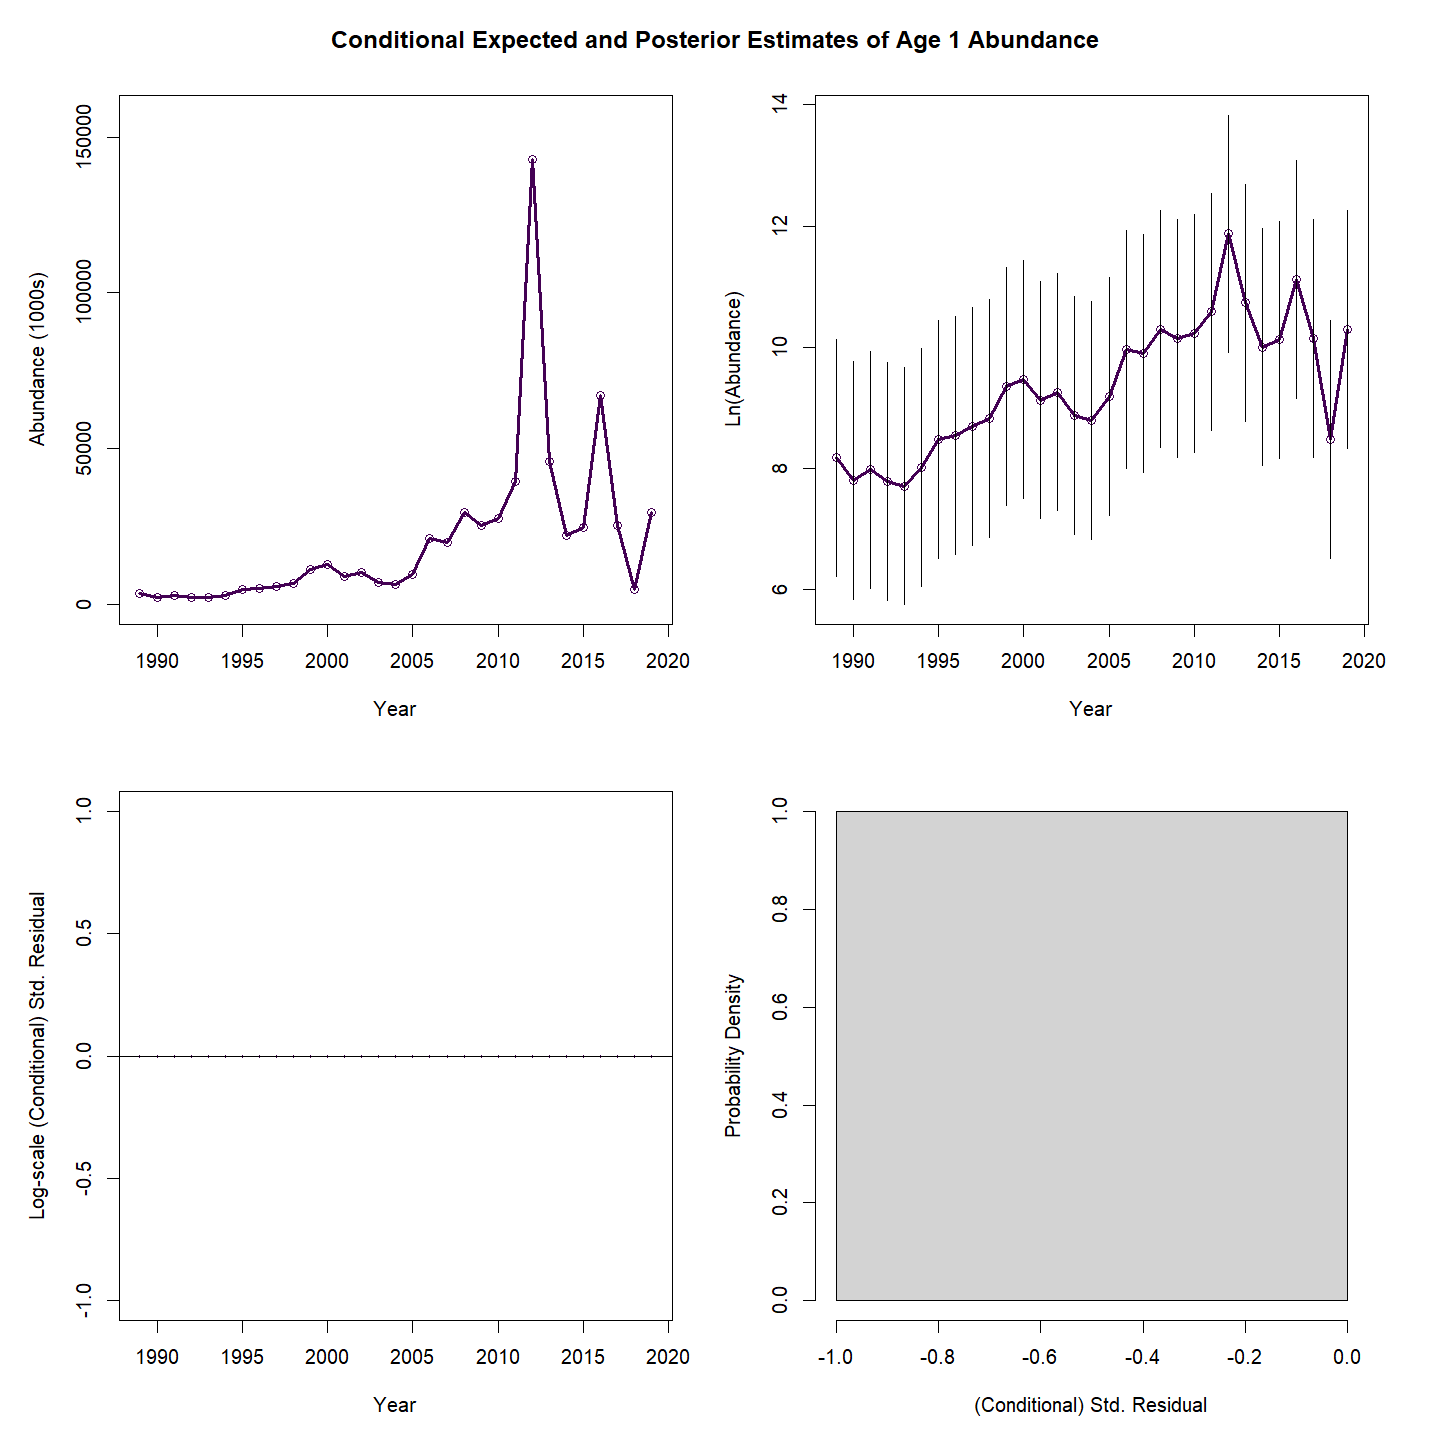 Conditional Expected and Posterior Estimates of Age 1 Abundance
Abundance (1000s)
150000
100000
50000
0
1990 1995 2000 2005 2010 2015 2020
Year
Ln(Abundance)
14
12
10
8
6
1990 1995 2000 2005 2010 2015 2020
Year
Log-scale (Conditional) Std. Residual
1.0
0.5
0.0
-0.5
-1.0
1990 1995 2000 2005 2010 2015 2020
Year
Probability Density
1.0
0.8
0.6
0.4
0.2
0.0
-1.0 -0.8 -0.6 -0.4 -0.2 0.0
(Conditional) Std. Residual